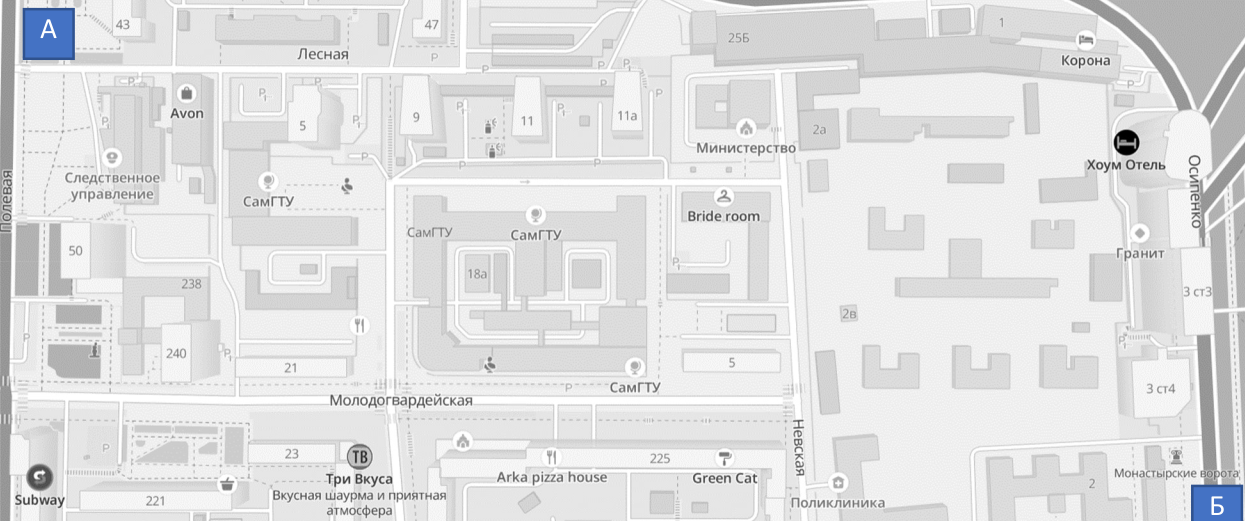 А
43
47
Лесная
25Б
1
Корона
Avon
5
9
11
11а
Министерство
2а
Хоум Отель
Осипенко
Следственное
управление
Полевая
СамГТУ
СамГТУ
СамГТУ
Bride room
Гранит
50
18а
238
3 ст3
2в
240
21
СамГТУ
5
3 ст4
Молодогвардейская
Невская
23
ТВ
Три Вкуса
Вкусная шаурма и приятная
атмосфера
Subway
221
Arka pizza house
225
Green Cat
Поликлиника
2
Монастырские ворота
Б